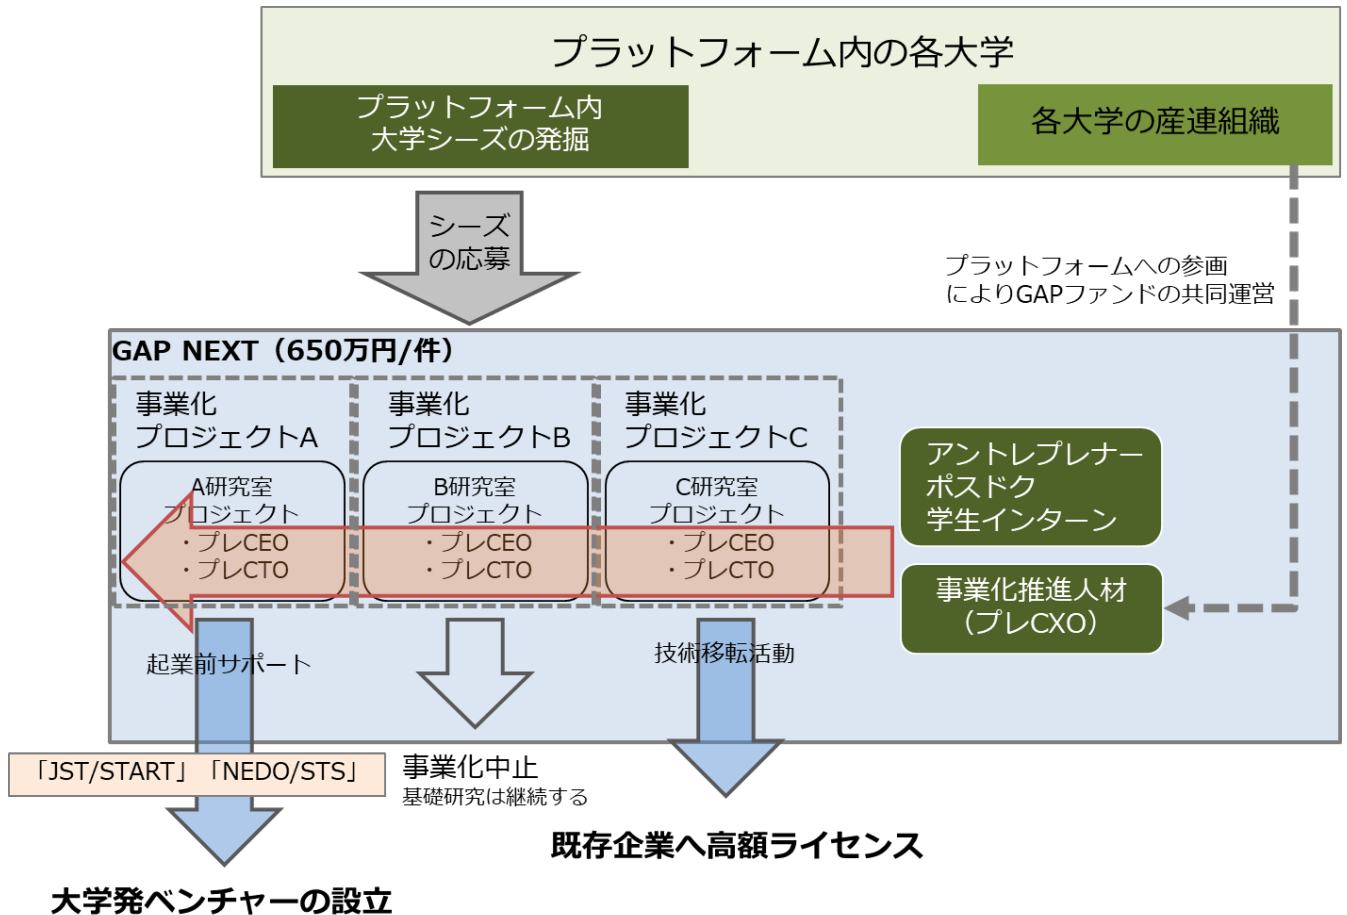 プラットフォーム内の各大学
プラットフォーム内
大学シーズの発掘
各大学の産連組織
シーズ
の応募
プラットフォームへの参画
によりGAPファンドの共同運営
GAP NEXT（650万円/件）
事業化
プロジェクトA
事業化
プロジェクトB
事業化
プロジェクトC
A研究室
プロジェクト
・プレCEO
・プレCTO
B研究室
プロジェクト
・プレCEO
・プレCTO
C研究室
プロジェクト
・プレCEO
・プレCTO
アントレプレナー
ポスドク
学生インターン
事業化推進人材
（プレCXO）
起業前サポート
技術移転活動
「JST/START」「NEDO/STS」
事業化中止
基礎研究は継続する
既存企業へ高額ライセンス
大学発ベンチャーの設立